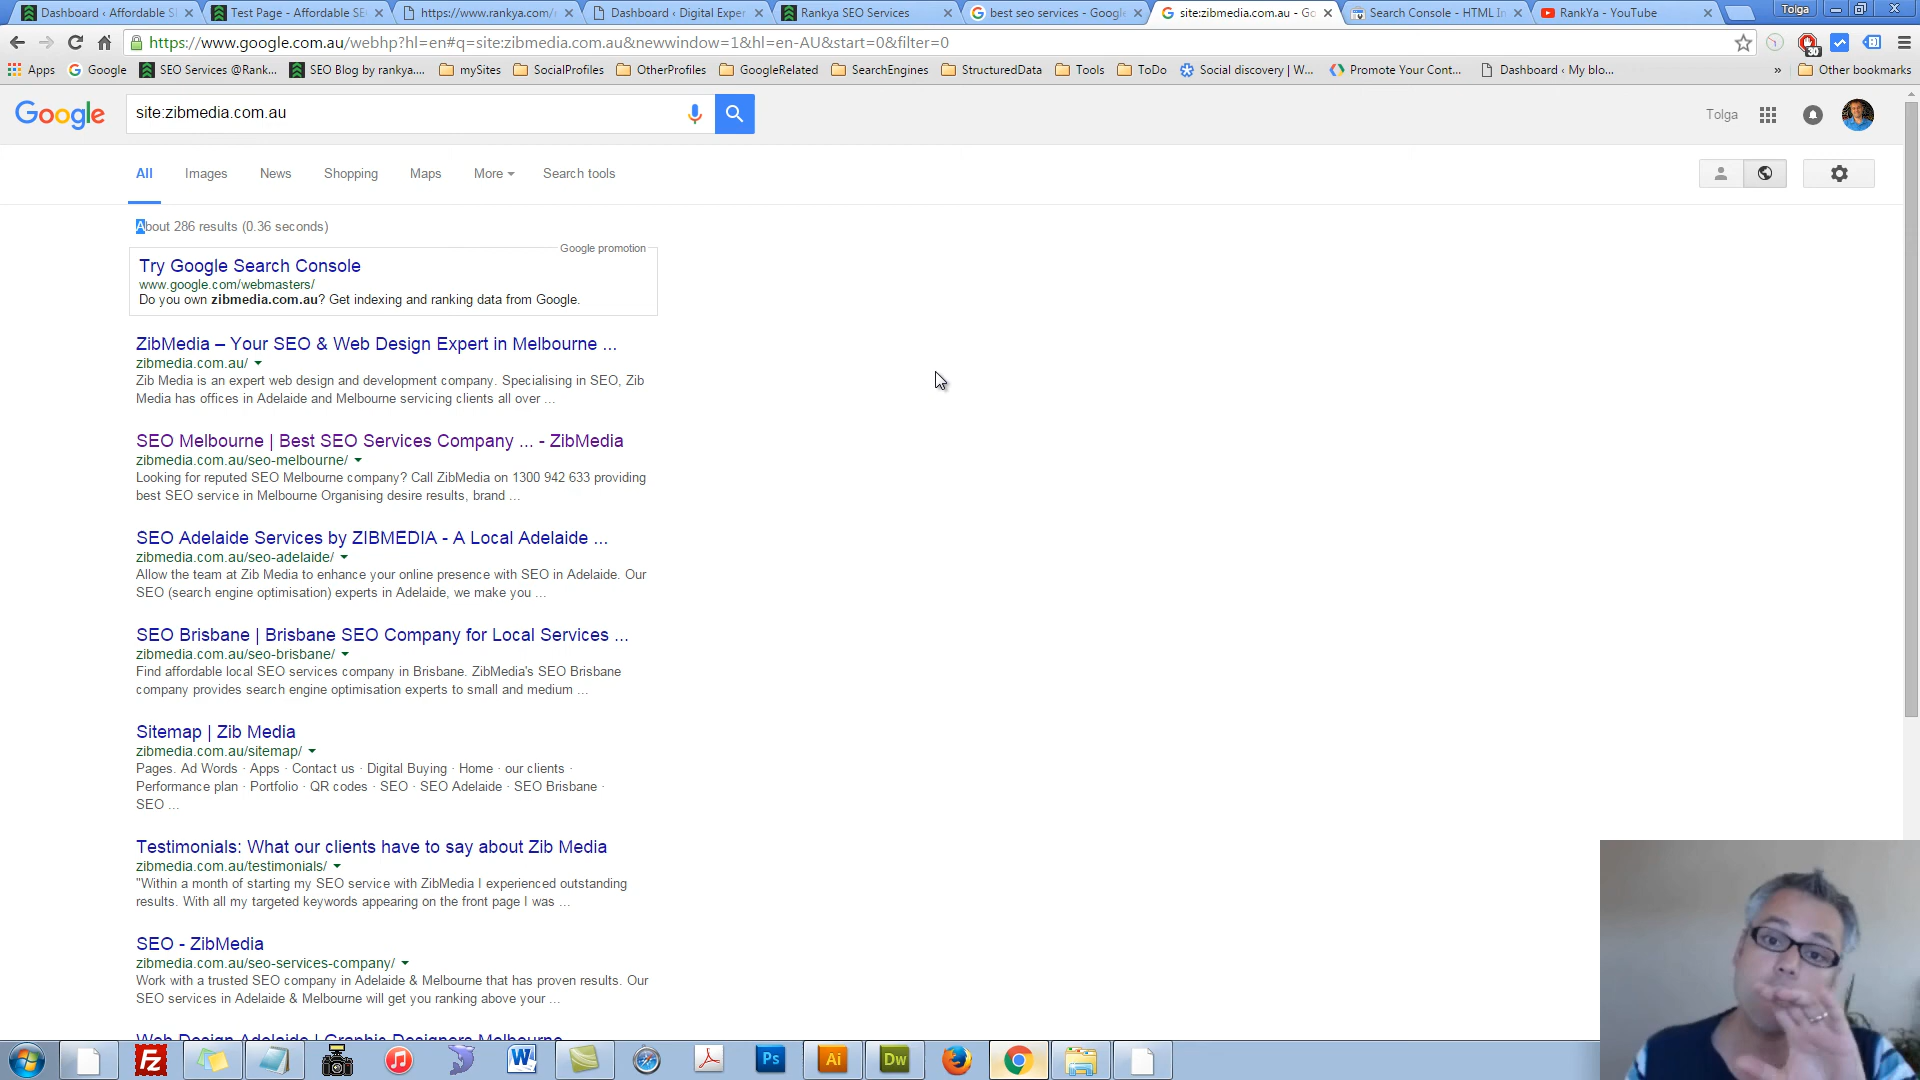 Dashboard ‹ Affordable S
Test Page - Affordable SE
https://www.rankya.com/r
Dashboard ‹ Digital Exper
Rankya SEO Services
best seo services - Google
site:zibmedia.com.au - Go
Search Console - HTML In
RankYa - YouTube
Tolga
https://www.google.com.au/webhp?hl=en#q=site:zibmedia.com.au&newwindow=1&hl=en-AU&start=0&filter=0
Apps
Google
SEO Services @Rank...
SEO Blog by rankya....
mySites
SocialProfiles
OtherProfiles
GoogleRelated
SearchEngines
StructuredData
Tools
ToDo
Social discovery | W...
Promote Your Cont...
Dashboard ‹ My blo...
»
Other bookmarks
Google
site:zibmedia.com.au
Tolga
All
Images
News
Shopping
Maps
More
Search tools
About 286 results (0.36 seconds)
Google promotion
Try Google Search Console
www.google.com/webmasters/
Do you own zibmedia.com.au? Get indexing and ranking data from Google.
ZibMedia – Your SEO & Web Design Expert in Melbourne ...
zibmedia.com.au/
Zib Media is an expert web design and development company. Specialising in SEO, Zib
Media has offices in Adelaide and Melbourne servicing clients all over ...
SEO Melbourne | Best SEO Services Company ... - ZibMedia
zibmedia.com.au/seo-melbourne/
Looking for reputed SEO Melbourne company? Call ZibMedia on 1300 942 633 providing
best SEO service in Melbourne Organising desire results, brand ...
SEO Adelaide Services by ZIBMEDIA - A Local Adelaide ...
zibmedia.com.au/seo-adelaide/
Allow the team at Zib Media to enhance your online presence with SEO in Adelaide. Our
SEO (search engine optimisation) experts in Adelaide, we make you ...
SEO Brisbane | Brisbane SEO Company for Local Services ...
zibmedia.com.au/seo-brisbane/
Find affordable local SEO services company in Brisbane. ZibMedia's SEO Brisbane
company provides search engine optimisation experts to small and medium ...
Sitemap | Zib Media
zibmedia.com.au/sitemap/
Pages. Ad Words · Apps · Contact us · Digital Buying · Home · our clients ·
Performance plan · Portfolio · QR codes · SEO · SEO Adelaide · SEO Brisbane ·
SEO ...
Testimonials: What our clients have to say about Zib Media
zibmedia.com.au/testimonials/
"Within a month of starting my SEO service with ZibMedia I experienced outstanding
results. With all my targeted keywords appearing on the front page I was ...
SEO - ZibMedia
zibmedia.com.au/seo-services-company/
Work with a trusted SEO company in Adelaide & Melbourne that has proven results. Our
SEO services in Adelaide & Melbourne will get you ranking above your ...
Web Design Adelaide | Graphic Designers Melbourne
Fz
W
Ps
Ai
Dw